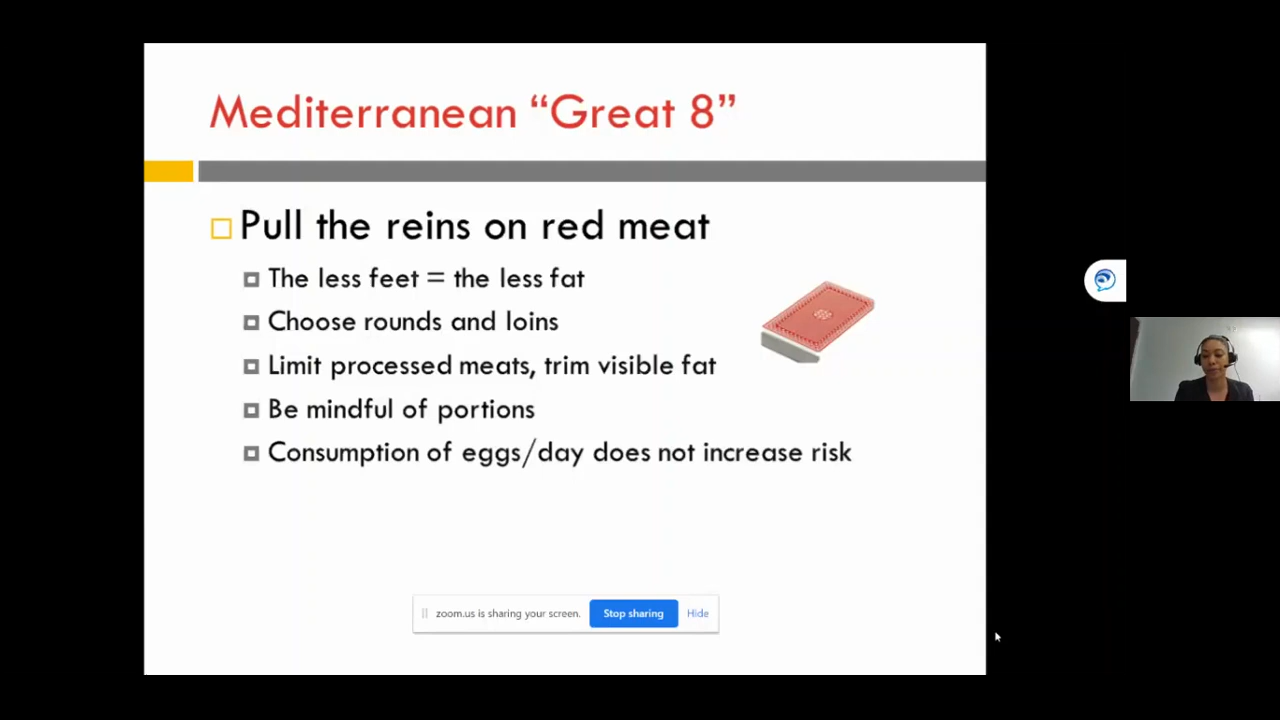 Mediterranean “Great 8”
Pull the reins on red meat
The less feet = the less fat
Choose rounds and loins
Limit processed meats, trim visible fat
Be mindful of portions
Consumption of eggs/day does not increase risk
zoom.us is sharing your screen. Stop sharing Hide